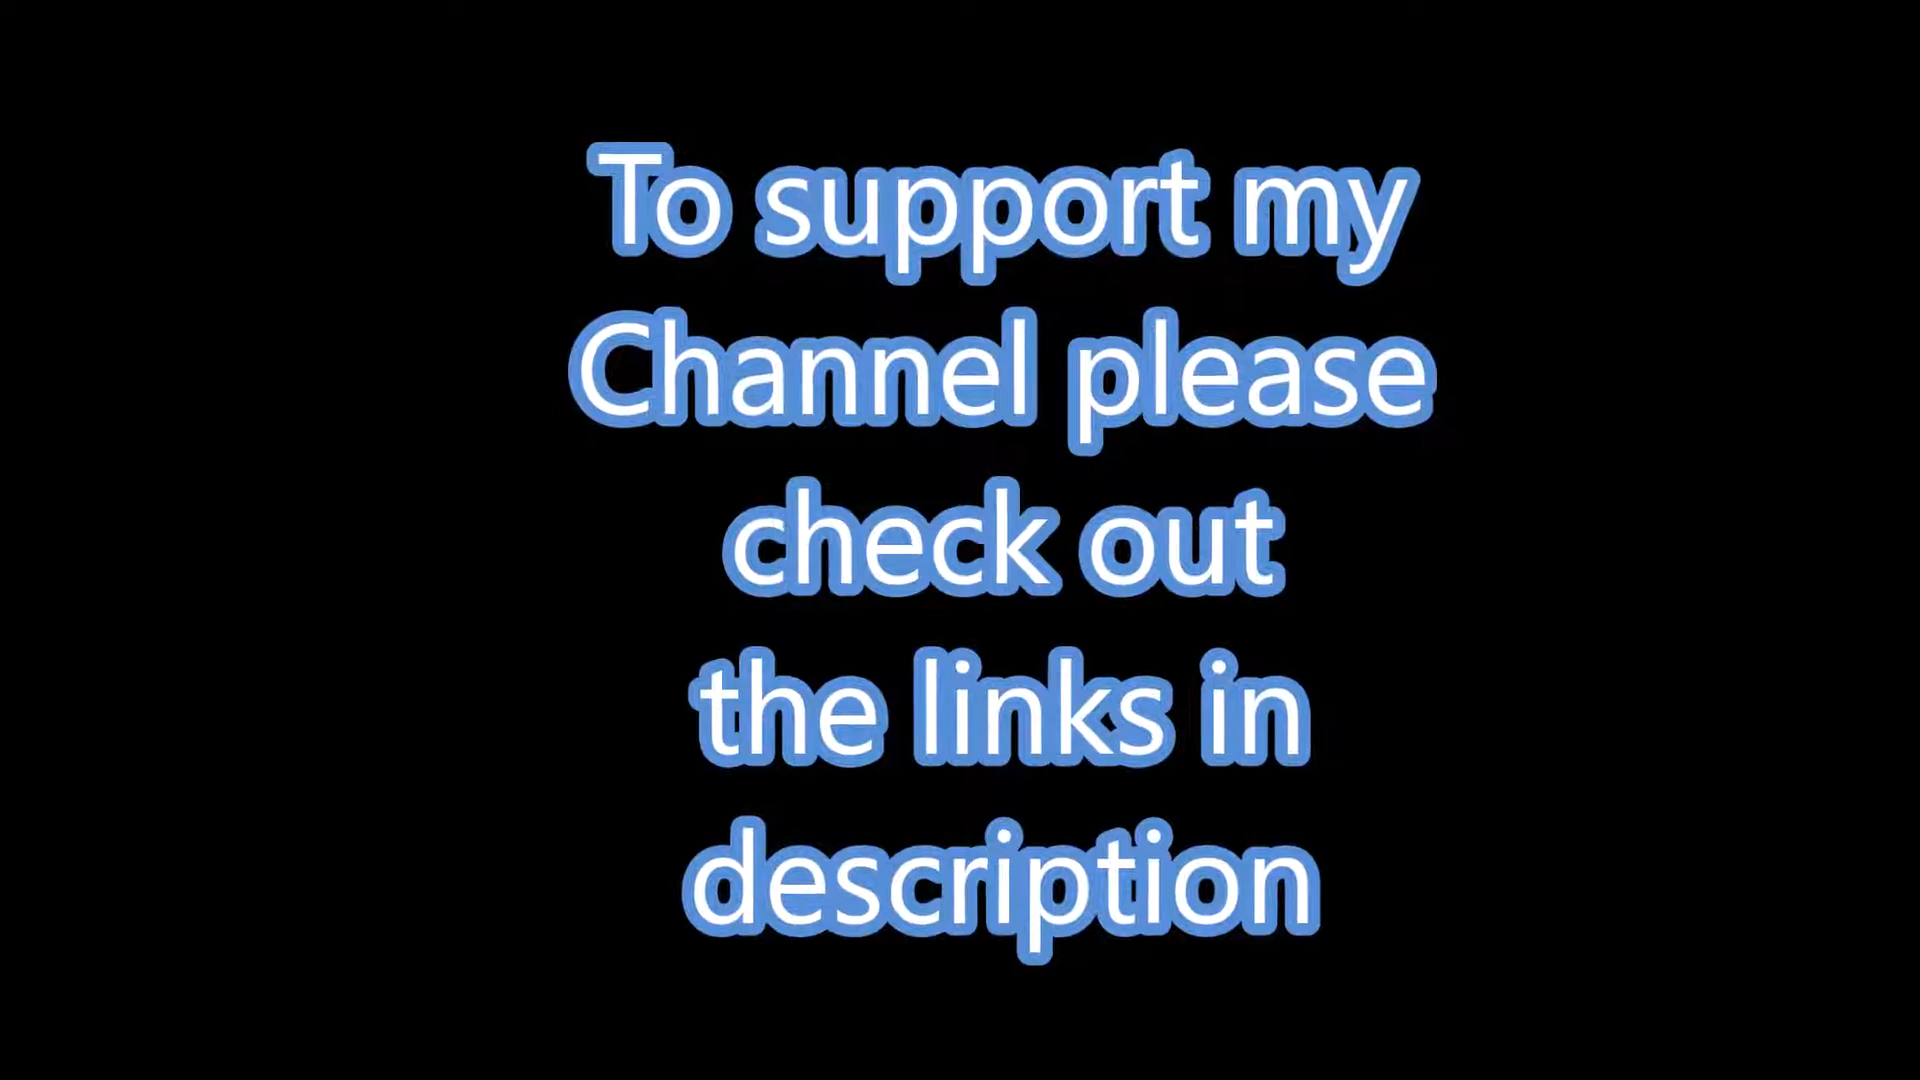 To support my
Channel please
check out
the links in
description